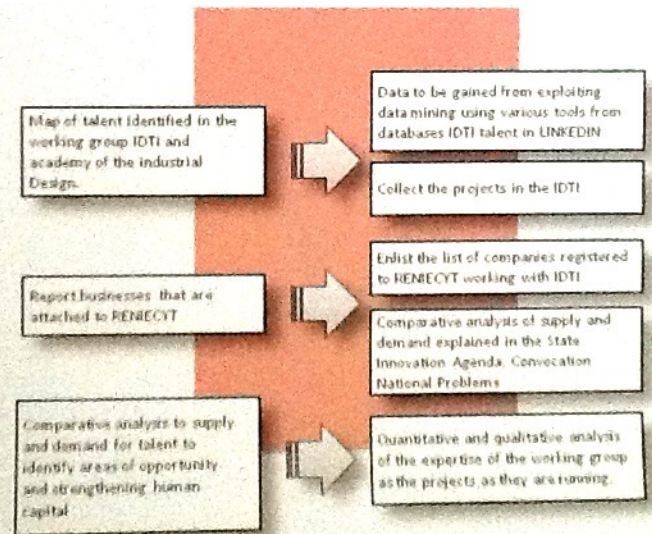 Map of talent identified in the
working group IDTI and
academy of the industrial
Design.
Data to be gained from exploiting
data mining using various tools from
databases IDTI talent in LINKEDIN
Collect the projects in the IDTI
Report businesses that are
attached to RENIECYT
Enlist the list of companies registered
to RENIECYT working with IDTI
Comparative analysis of supply and
demand explained in the State
Innovation Agenda, Convocation
National Problems
Comparative analysis to supply
and demand for talent to
identify areas of opportunity
and strengthening human
capital
Quantitative and qualitative analysis
of the expertise of the working group
as the projects as they are running.